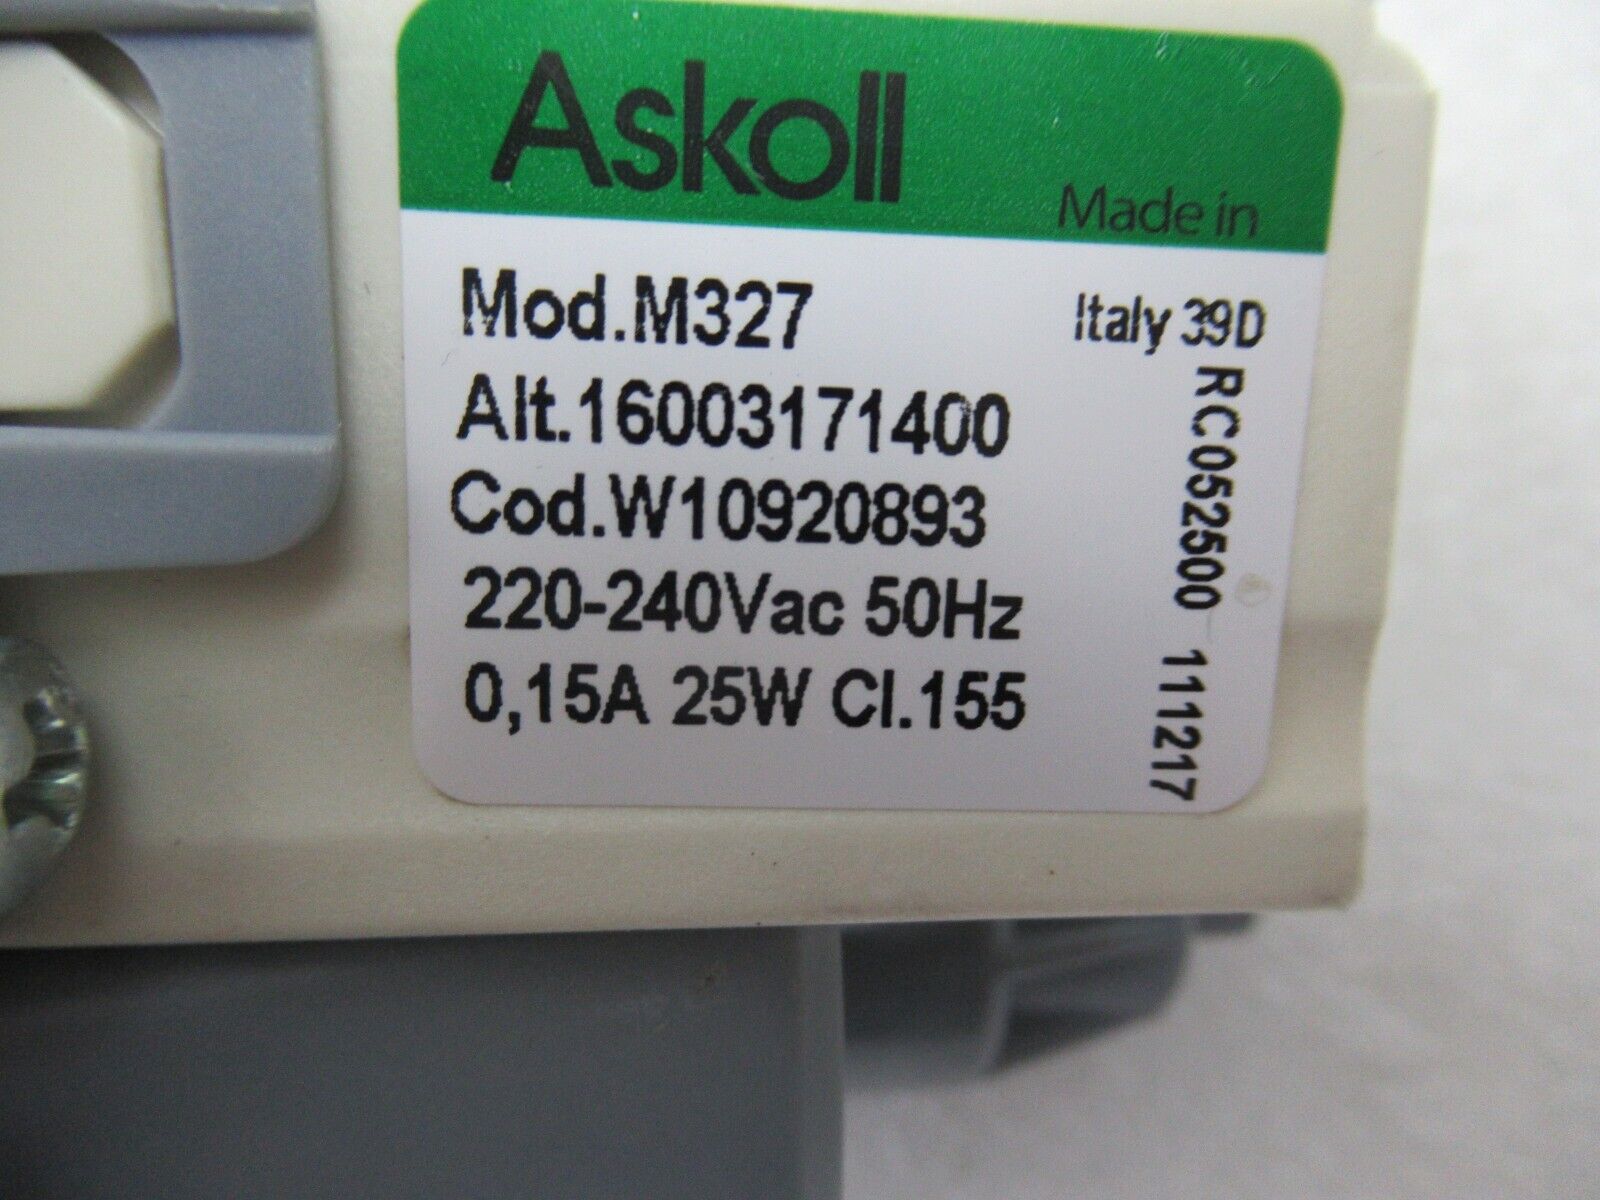 Askoll
Made in
Mod.M327
Italy 39D
Alt.16003171400
Cod.W10920893
220-240Vac 50Hz
0,15A 25W Cl.155
RC052500 111217